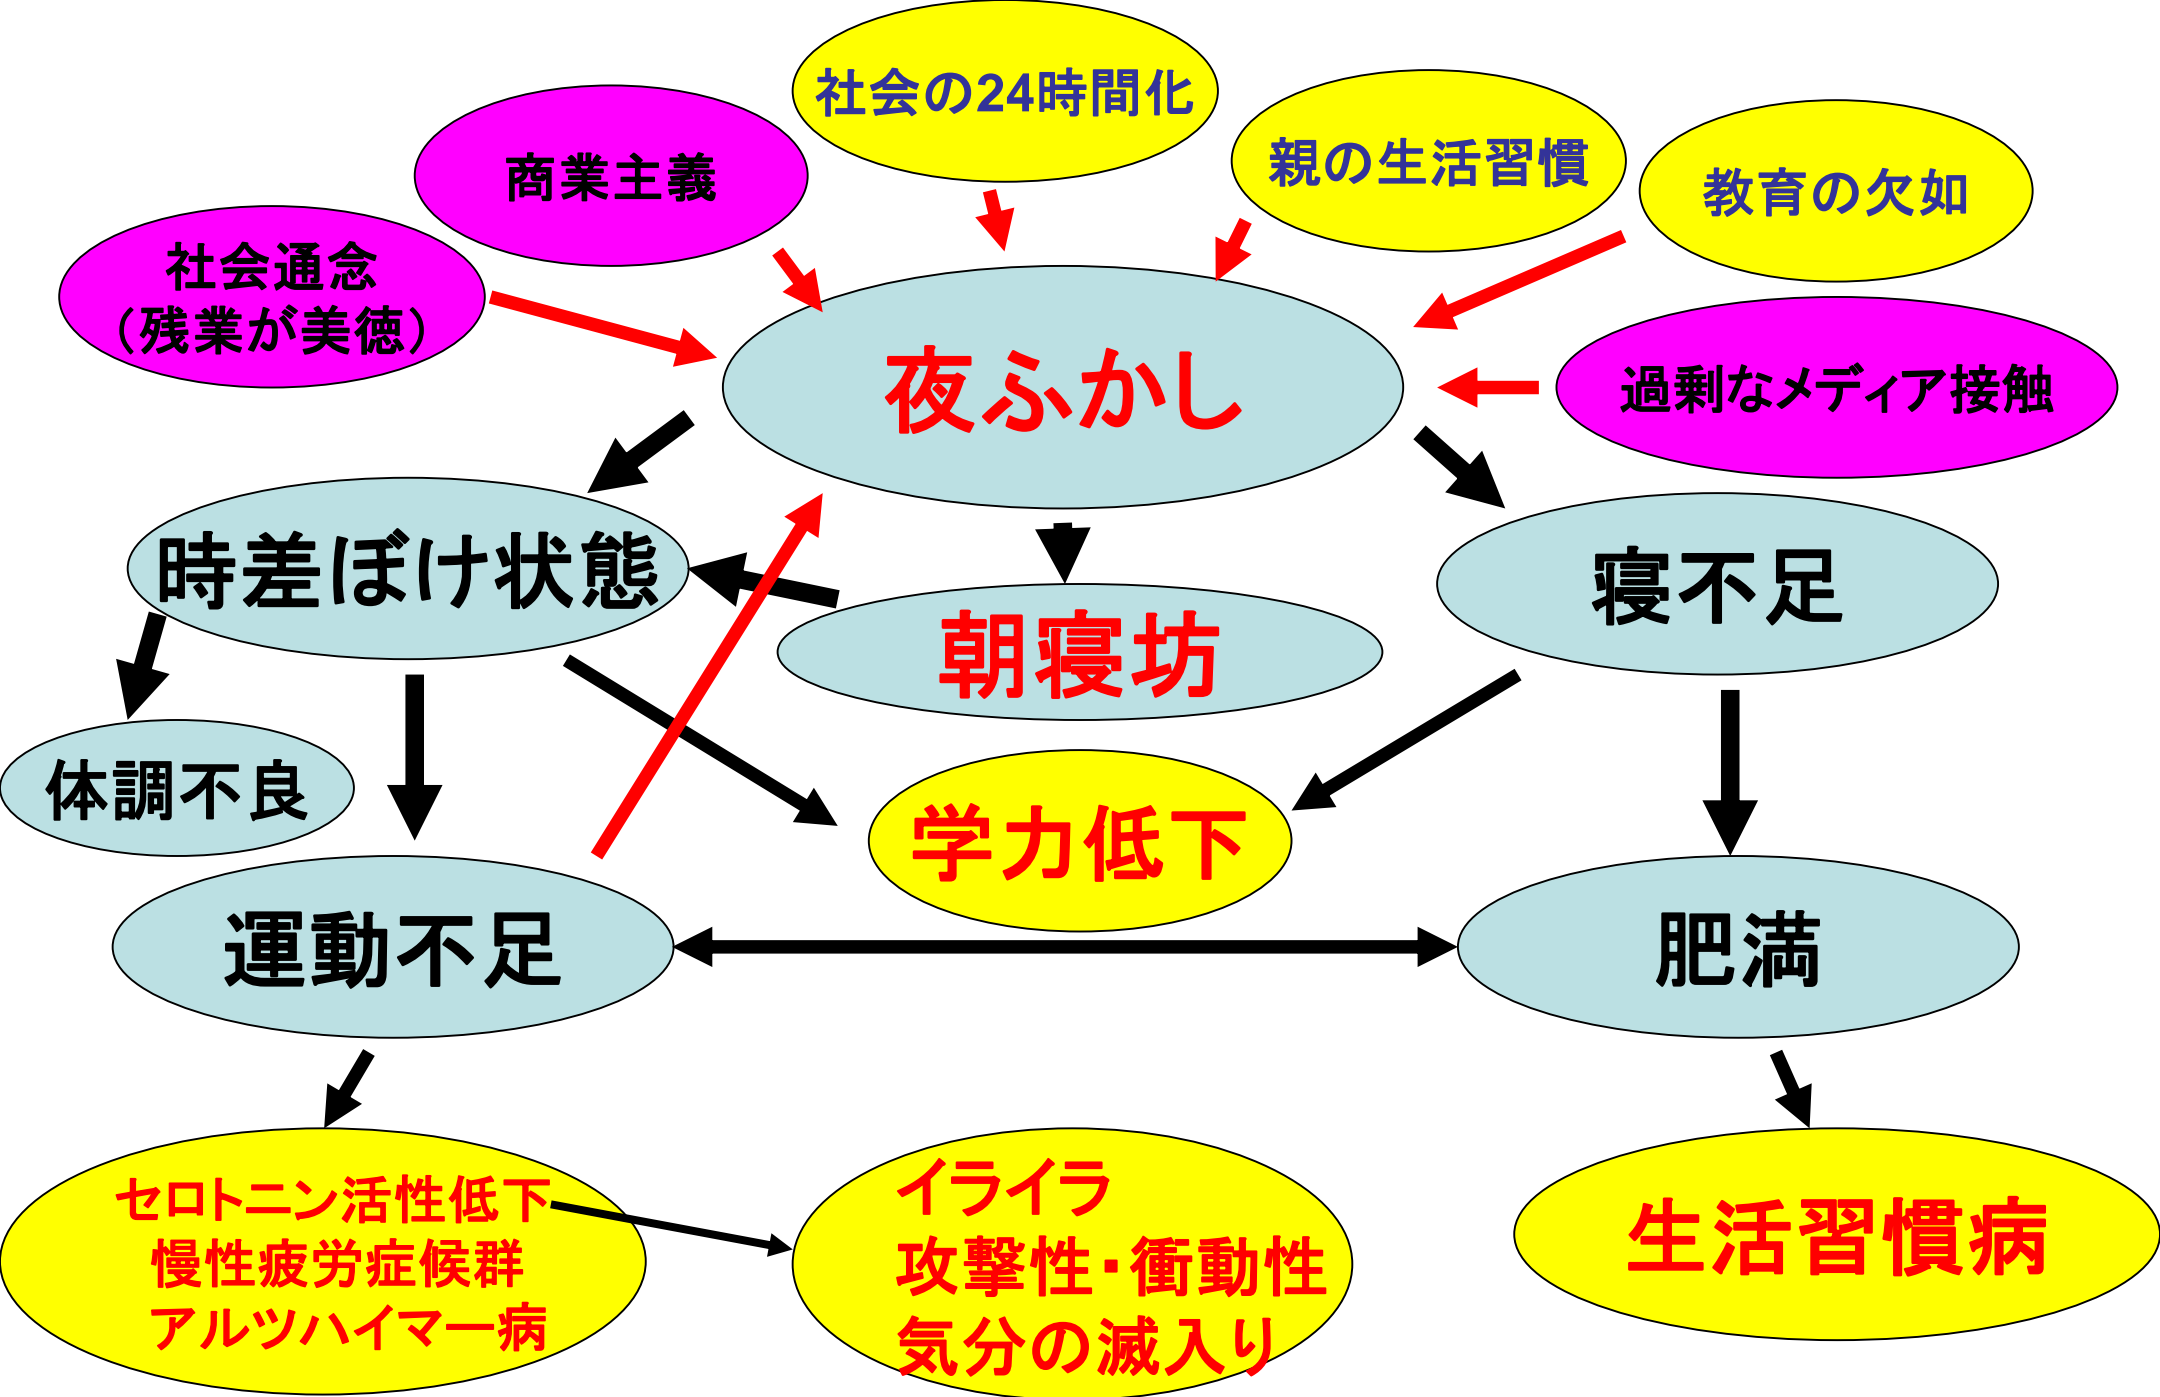 社会の24時間化
商業主義
親の生活習慣
教育の欠如
社会通念
（残業が美徳）
過剰なメディア接触
夜ふかし
時差ぼけ状態
朝寝坊
寝不足
体調不良
学力低下
運動不足
肥満
セロトニン活性低下
慢性疲労症候群
アルツハイマー病
イライラ
攻撃性・衝動性
気分の滅入り
生活習慣病